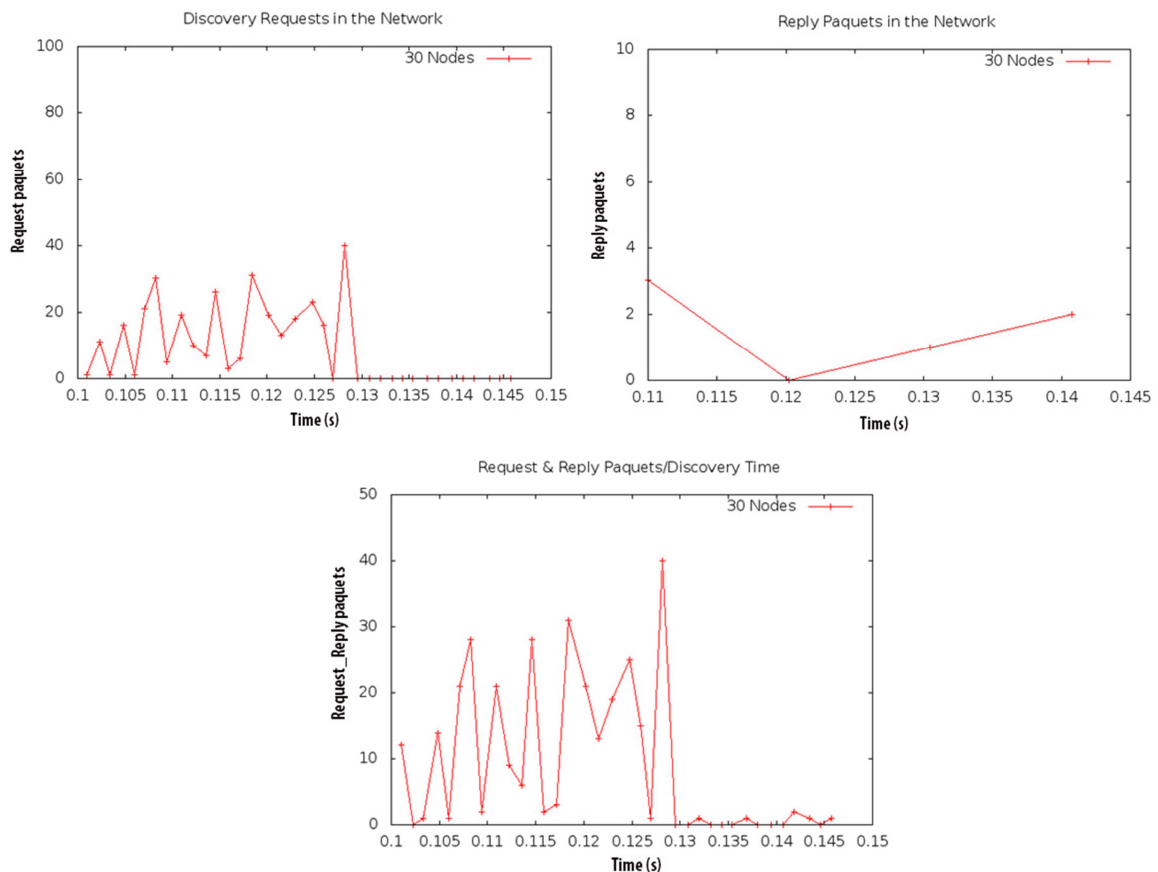 Discovery Requests in the Network
100
80
60
40
20
0
30 Nodes
Request paquets
0.1 0.105 0.11 0.115 0.12 0.125 0.13 0.135 0.14 0.145 0.15
Time (s)
Reply Paquets in the Network
10
8
6
4
2
0
30 Nodes
Reply paquets
0.11 0.115 0.12 0.125 0.13 0.135 0.14 0.145
Time (s)
Request & Reply Paquets/Discovery Time
50
40
30
20
10
0
30 Nodes
Request_Reply paquets
0.1 0.105 0.11 0.115 0.12 0.125 0.13 0.135 0.14 0.145 0.15
Time (s)